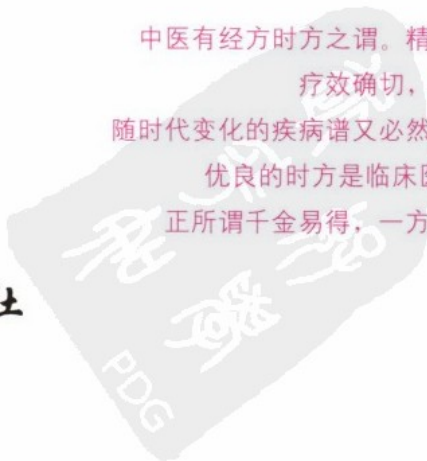 中医有经方时方之谓。精
疗效确切，
随时代变化的疾病谱又必然
优良的时方是临床医
正所谓千金易得，一方
土
PDG